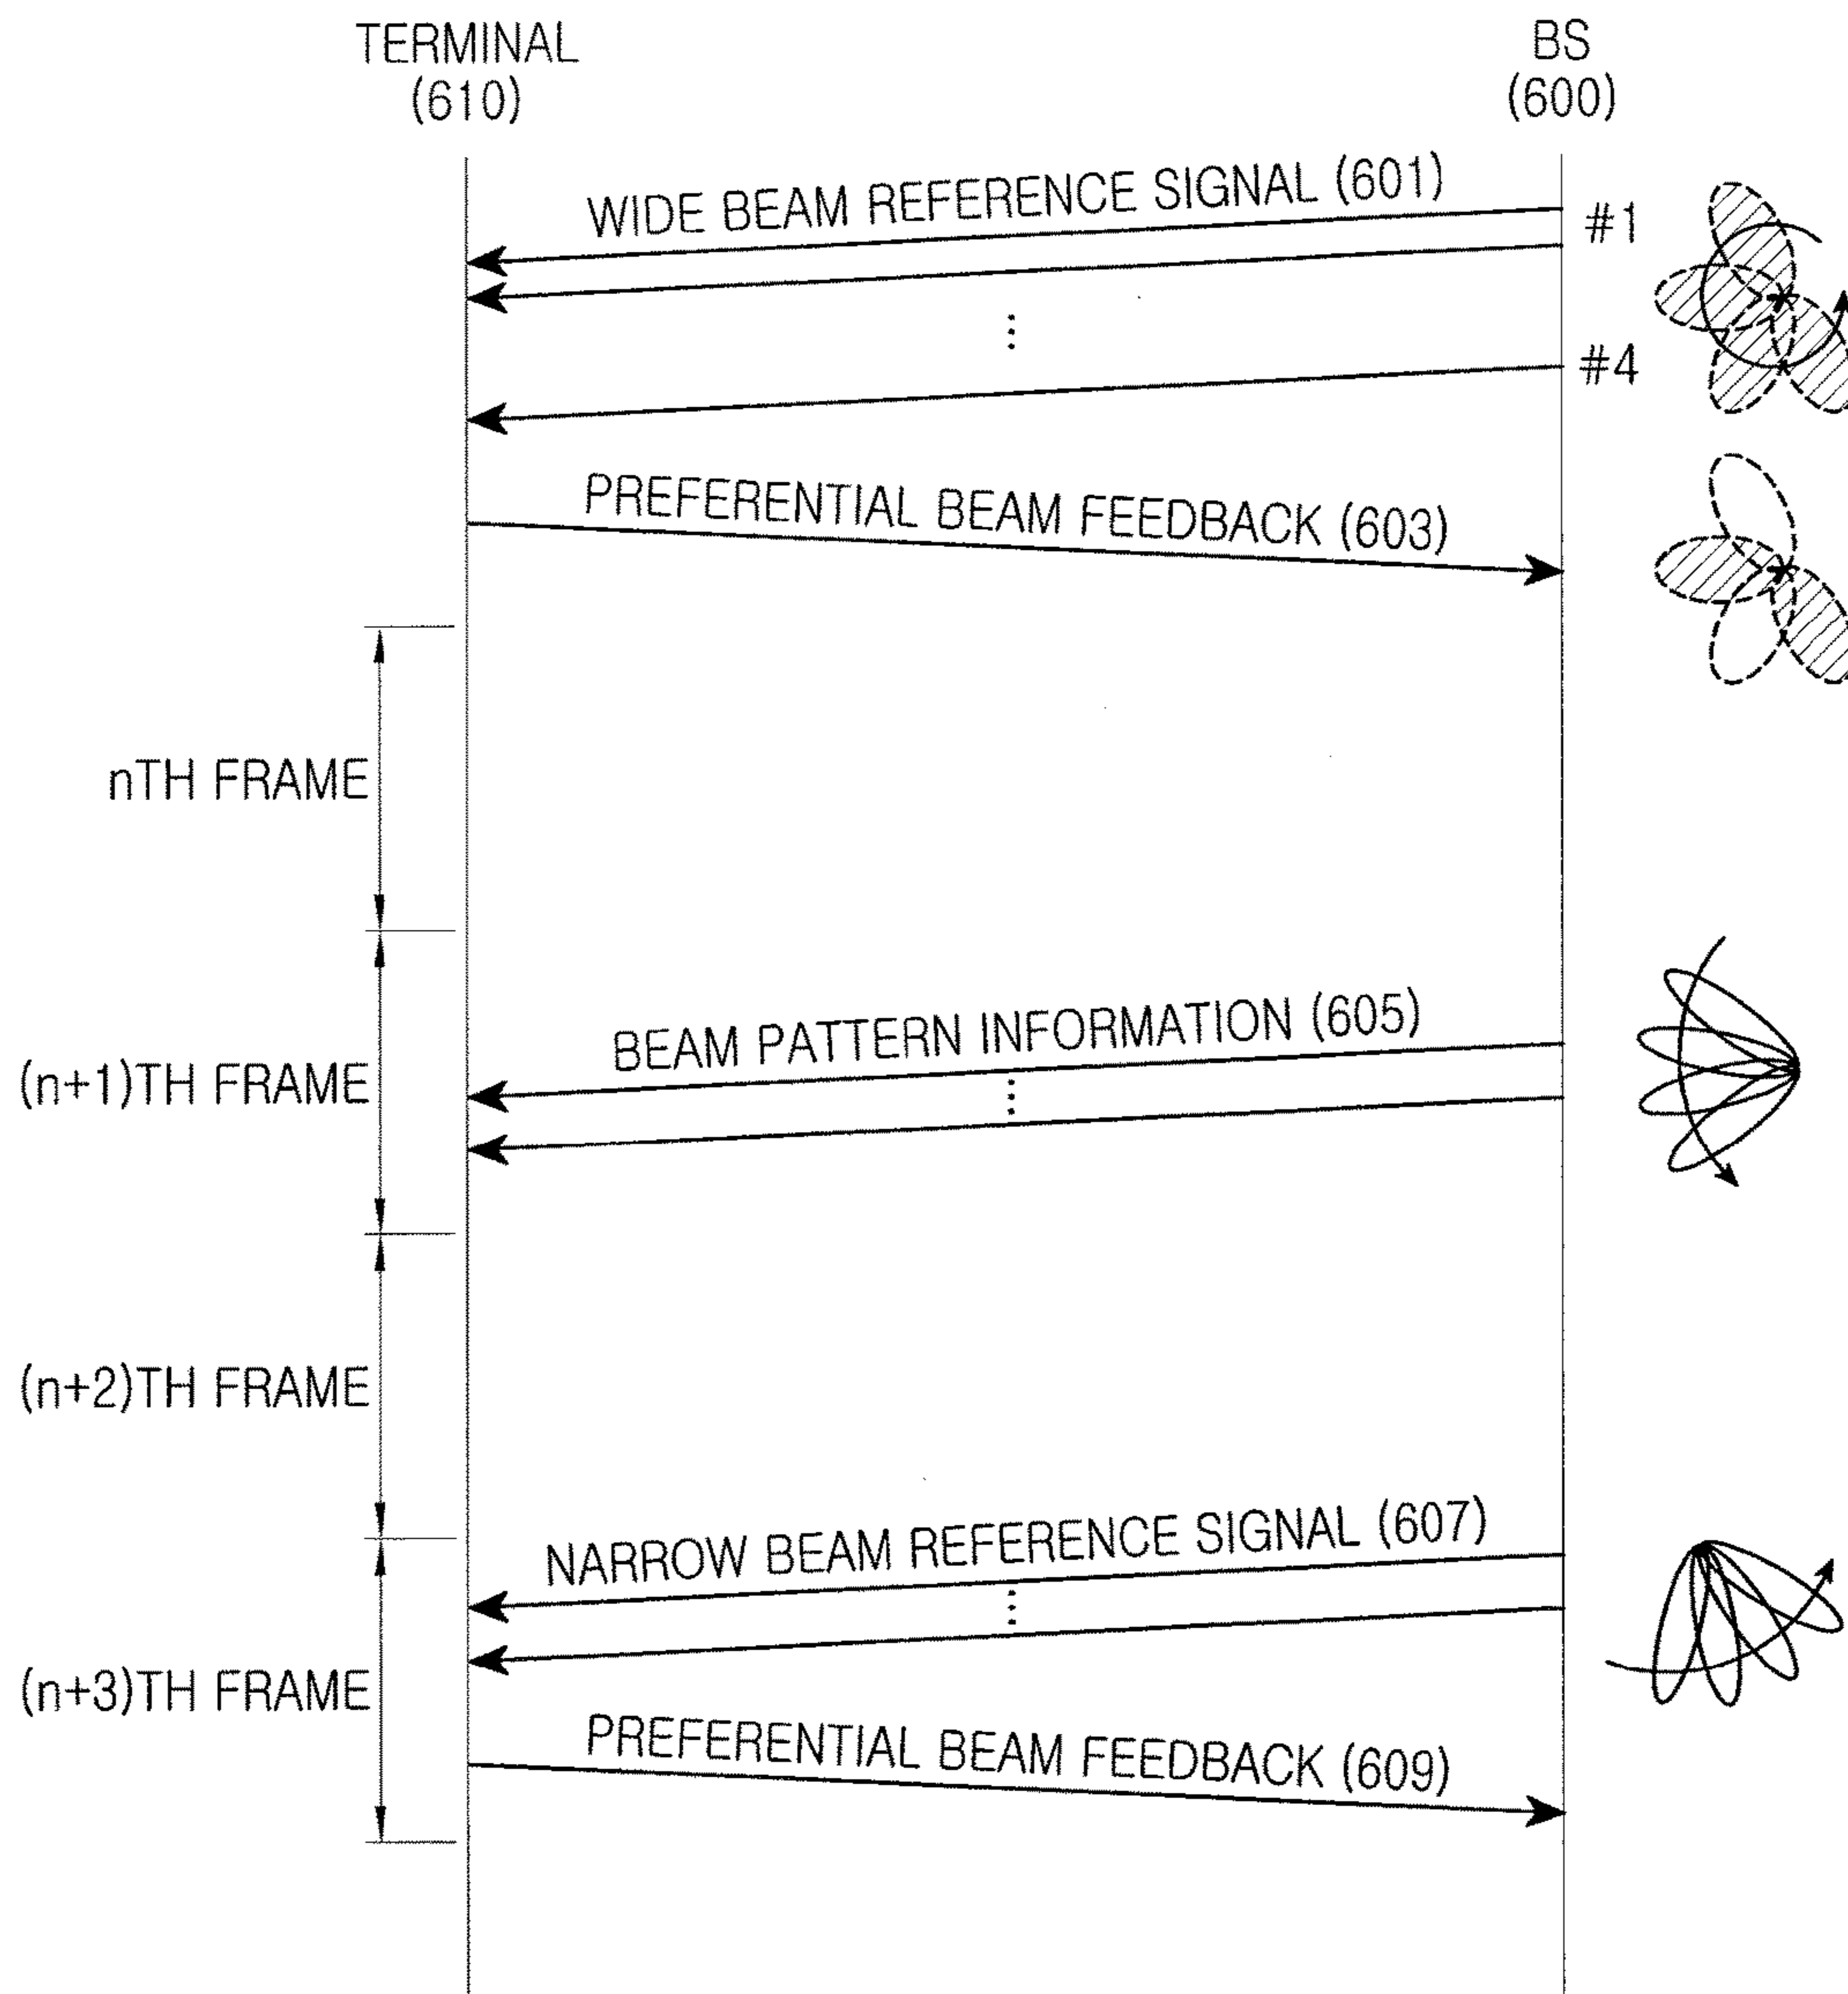 TERMINAL
(610)
BS
(600)
WIDE BEAM REFERENCE SIGNAL (601)
#1
#4
PREFERENTIAL BEAM FEEDBACK (603)
nTH FRAME
BEAM PATTERN INFORMATION (605)
(n+1)TH FRAME
(n+2)TH FRAME
NARROW BEAM REFERENCE SIGNAL (607)
(n+3)TH FRAME
PREFERENTIAL BEAM FEEDBACK (609)